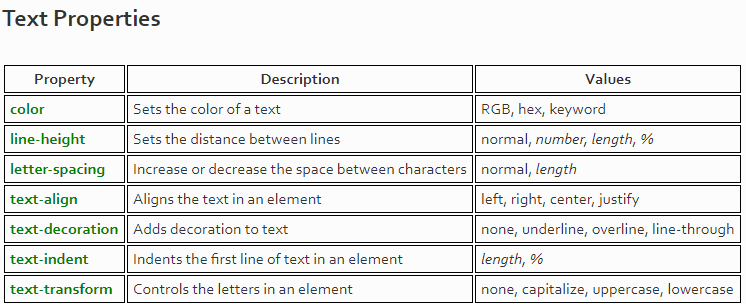 Text Properties
Property Description Values
color Sets the color of a text RGB, hex, keyword
line-height Sets the distance between lines normal, number, length, %
letter-spacing Increase or decrease the space between characters normal, length
text-align Aligns the text in an element left, right, center, justify
text-decoration Adds decoration to text none, underline, overline, line-through
text-indent Indents the first line of text in an element length, %
text-transform Controls the letters in an element none, capitalize, uppercase, lowercase